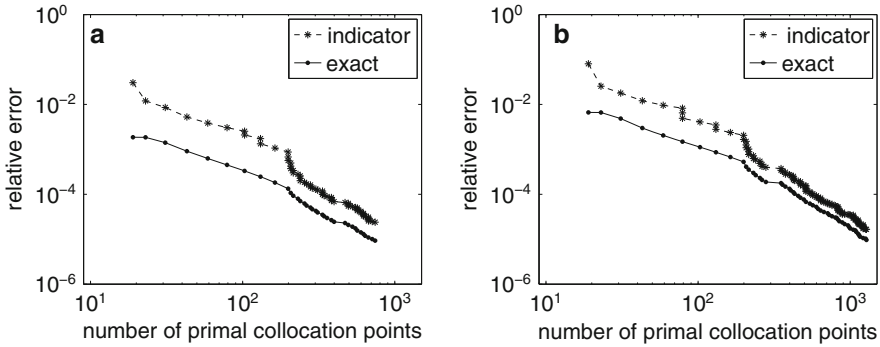 a
indicator
exact
10^0
10^−2
10^−4
10^−6
relative error
10^1
10^2
10^3
number of primal collocation points
b
indicator
exact
10^0
10^−2
10^−4
10^−6
relative error
10^1
10^2
10^3
number of primal collocation points